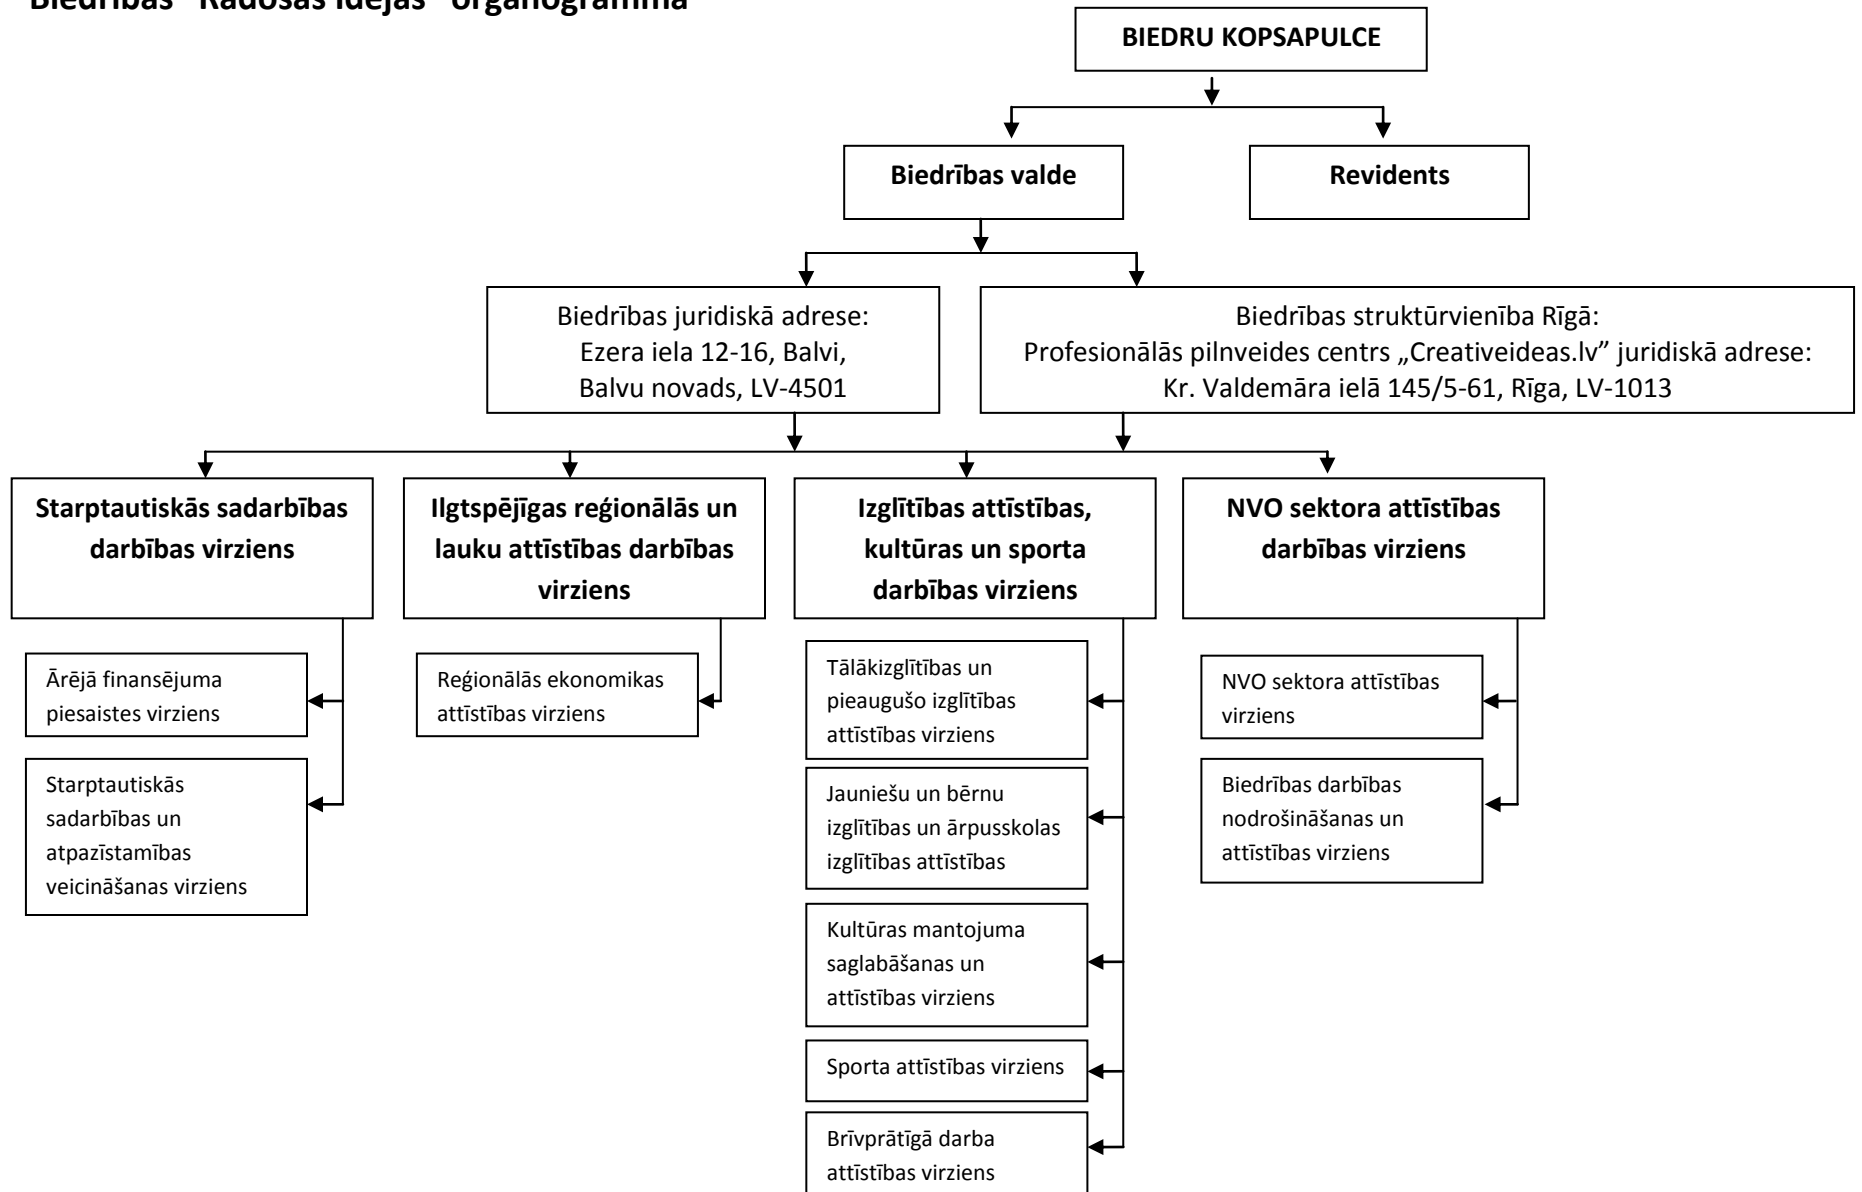 Biedrības "Radošās idejas" organogramma
BIEDRU KOPSAPULCE
Biedrības valde
Revidents
Biedrības juridiskā adrese:
Ezera iela 12-16, Balvi,
Balvu novads, LV-4501
Biedrības struktūrvienība Rīgā:
Profesionālās pilnveides centrs „Creativeideas.lv” juridiskā adrese:
Kr. Valdemāra ielā 145/5-61, Rīga, LV-1013
Starptautiskās sadarbības
darbības virziens
Ilgtspējīgas reģionālās un
lauku attīstības darbības
virziens
Izglītības attīstības,
kultūras un sporta
darbības virziens
NVO sektora attīstības
darbības virziens
Ārējā finansējuma
piesaistes virziens
Starptautiskās
sadarbības un
atpazīstamības
veicināšanas virziens
Reģionālās ekonomikas
attīstības virziens
Tālākizglītības un
pieaugušo izglītības
attīstības virziens
Jauniešu un bērnu
izglītības un ārpusskolas
izglītības attīstības
Kultūras mantojuma
saglabāšanas un
attīstības virziens
Sporta attīstības virziens
Brīvprātīgā darba
attīstības virziens
NVO sektora attīstības
virziens
Biedrības darbības
nodrošināšanas un
attīstības virziens